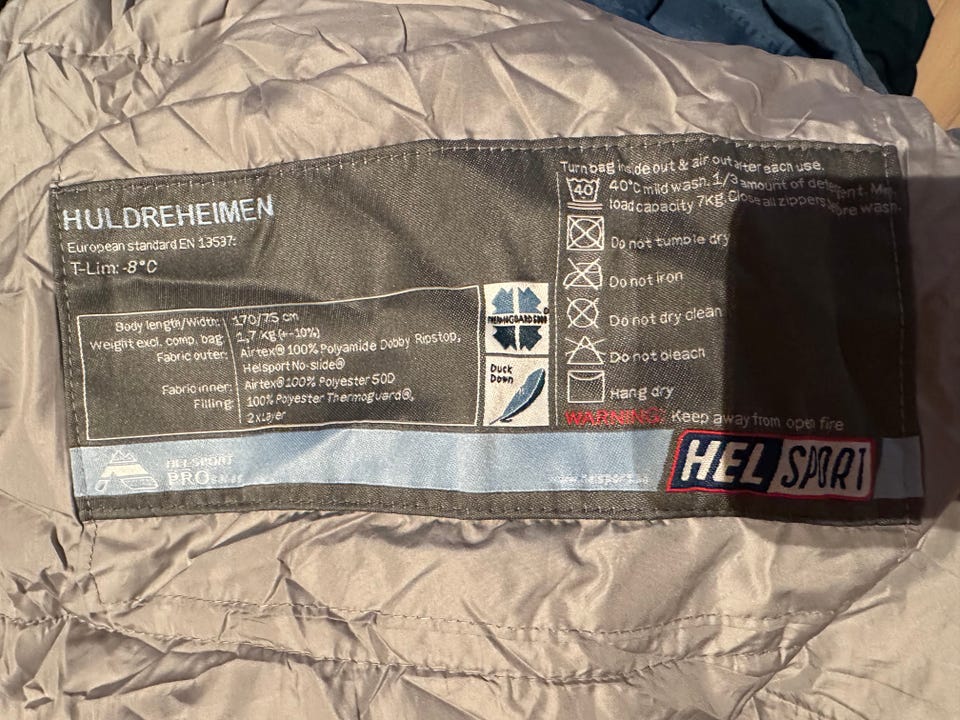 HULDREHEIMEN
European standard EN 13537:
T-Lim: -8°C
Body length/Width: 170/75 cm
Weight excl. comp. bag: 1,7 kg (+-10%)
Fabric outer: Airtex® 100% Polyamide Dobby Ripstop,
Helsport No-slide®
Fabric inner: Airtex® 100% Polyester 50D
Filling: 100% Polyester Thermoguard®,
2 x Layer
Duck
Down
Turn bag inside out & air out after each use.
40
40°C mild wash. 1/3 amount of detergent. Min.
load capacity 7KG. Close all zippers before wash.
Do not tumble dry
Do not iron
Do not dry clean
Do not bleach
Hang dry
WARNING! Keep away from open fire
HELSPORT
PRO
HELSPORT